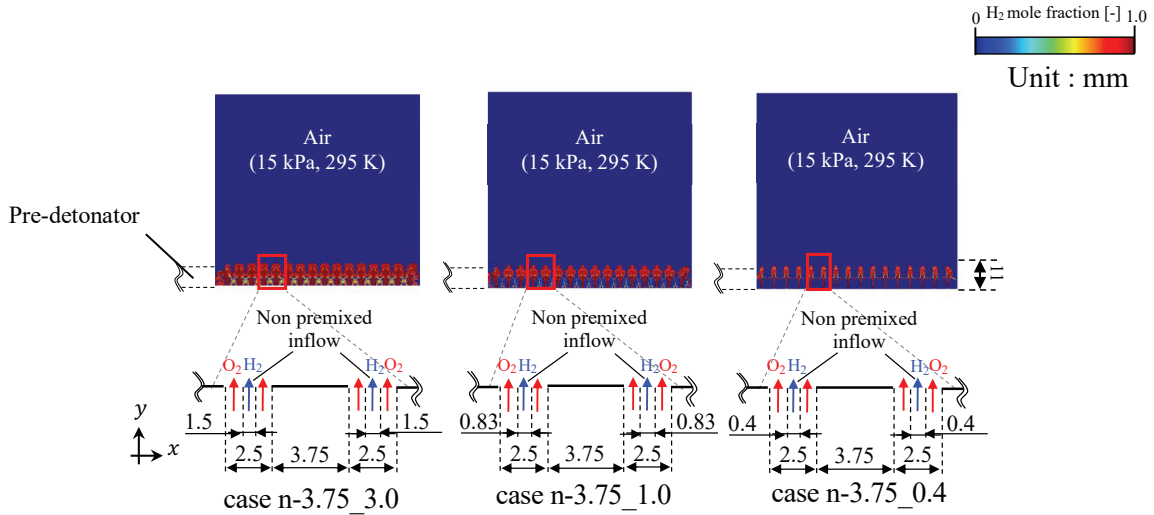 0 H₂ mole fraction [-] 1.0
Unit : mm
Air
(15 kPa, 295 K)
Air
(15 kPa, 295 K)
Air
(15 kPa, 295 K)
Pre-detonator
11
Non premixed
inflow
Non premixed
inflow
Non premixed
inflow
O₂ H₂ H₂ O₂
O₂ H₂ H₂ O₂
O₂ H₂ H₂ O₂
y
x
1.5 1.5
2.5 3.75 2.5
0.83 0.83
2.5 3.75 2.5
0.4 0.4
2.5 3.75 2.5
case n-3.75_3.0
case n-3.75_1.0
case n-3.75_0.4